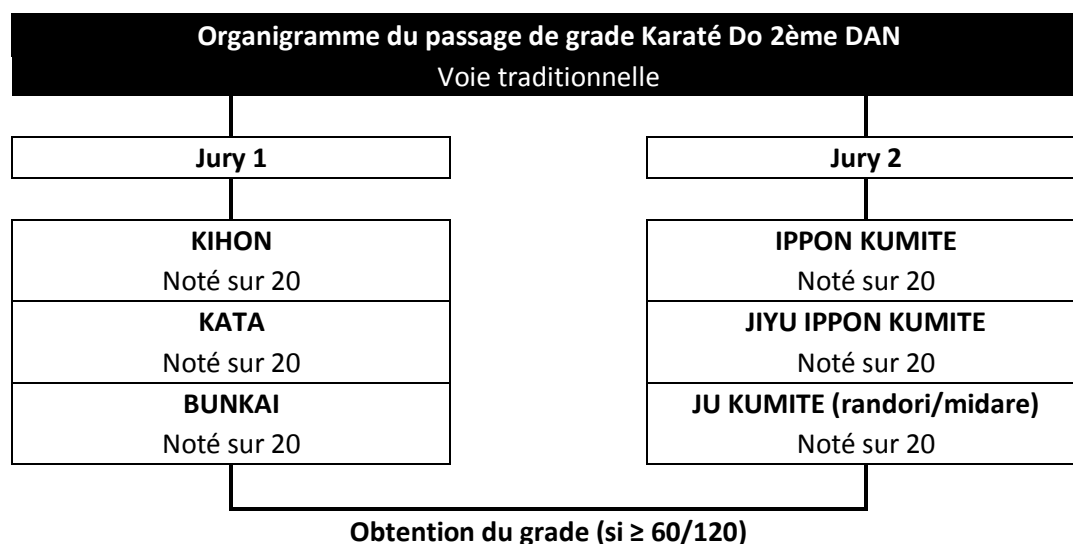 Organigramme du passage de grade Karaté Do 2ème DAN
Voie traditionnelle
Jury 1
KIHON
Noté sur 20
KATA
Noté sur 20
BUNKAI
Noté sur 20
Jury 2
IPPON KUMITE
Noté sur 20
JIYU IPPON KUMITE
Noté sur 20
JU KUMITE (randori/midare)
Noté sur 20
Obtention du grade (si ≥ 60/120)